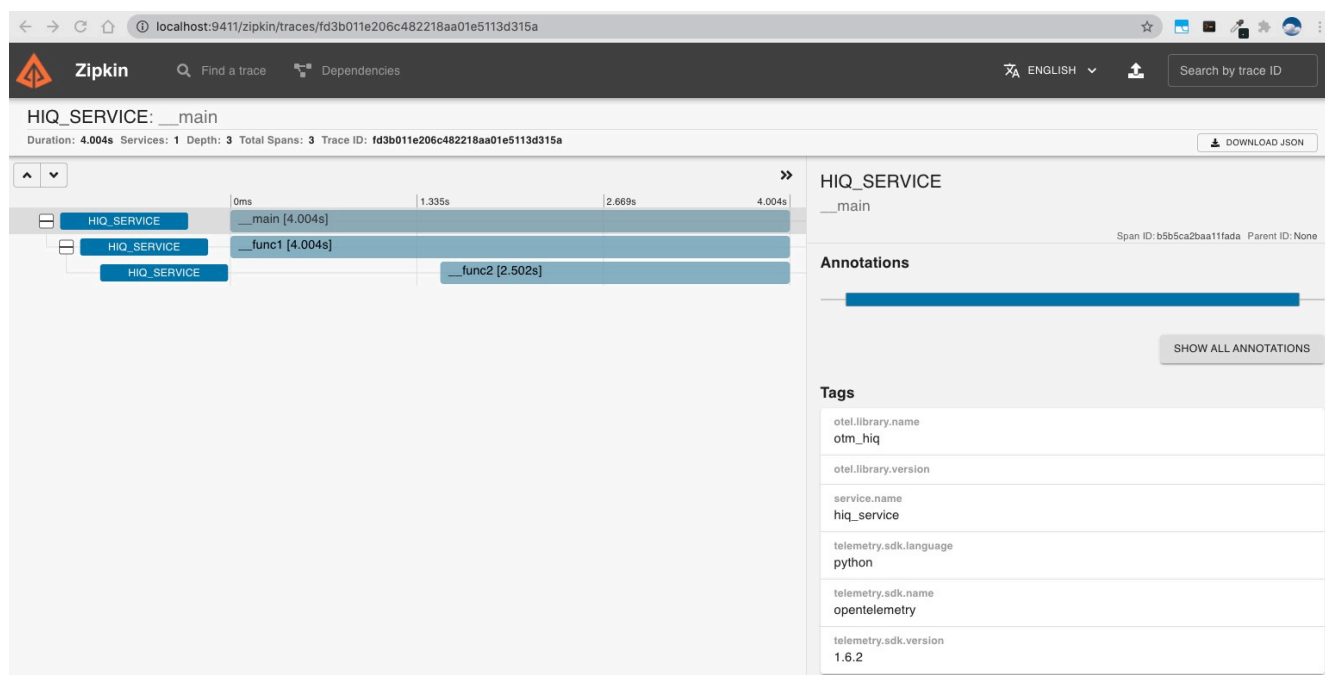 localhost:9411/zipkin/traces/fd3b011e206c482218aa01e5113d315a
Zipkin
Find a trace
Dependencies
ENGLISH
Search by trace ID
HIQ_SERVICE: __main
Duration: 4.004s Services: 1 Depth: 3 Total Spans: 3 Trace ID: fd3b011e206c482218aa01e5113d315a
DOWNLOAD JSON
0ms 1.335s 2.669s 4.004s
HIQ_SERVICE __main [4.004s]
HIQ_SERVICE __func1 [4.004s]
HIQ_SERVICE __func2 [2.502s]
HIQ_SERVICE
__main
Span ID: b5b5ca2baa11fada Parent ID: None
Annotations
SHOW ALL ANNOTATIONS
Tags
otel.library.name
otm_hiq
otel.library.version
service.name
hiq_service
telemetry.sdk.language
python
telemetry.sdk.name
opentelemetry
telemetry.sdk.version
1.6.2